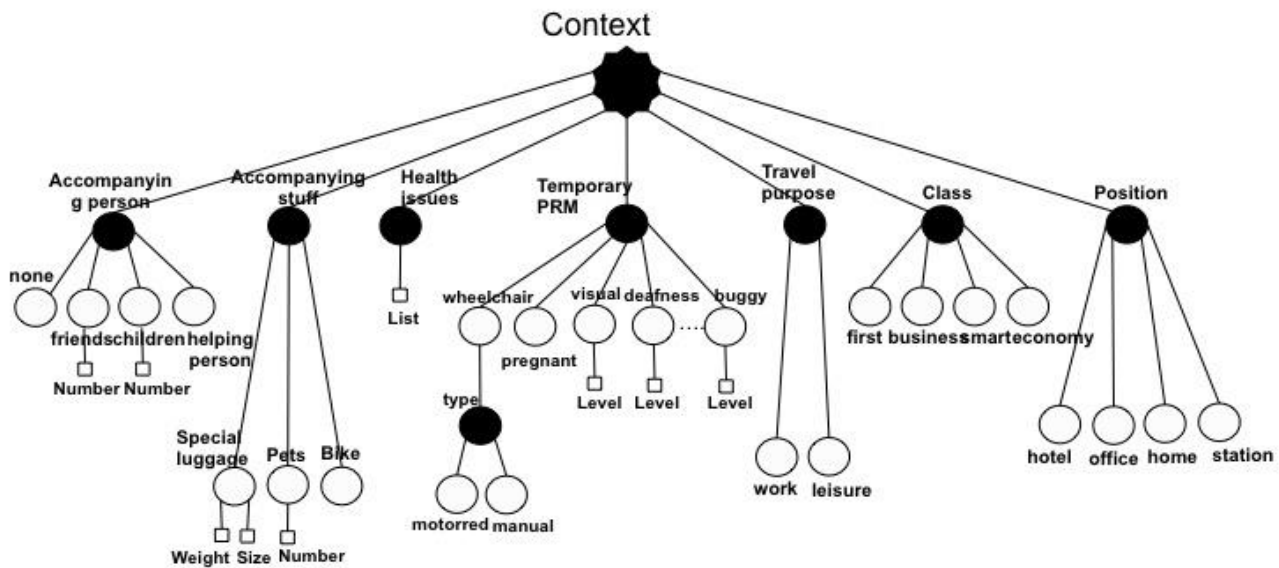 Context
Accompanyin
g person
Accompanying
stuff
Health
issues
Temporary
PRM
Travel
purpose
Class
Position
none
friends
children
helping
person
Number
Number
Special
luggage
Pets
Bike
Weight
Size
Number
List
wheelchair
pregnant
visual
deafness
.....
buggy
Level
Level
Level
type
motorred
manual
work
leisure
first
business
smart
economy
hotel
office
home
station